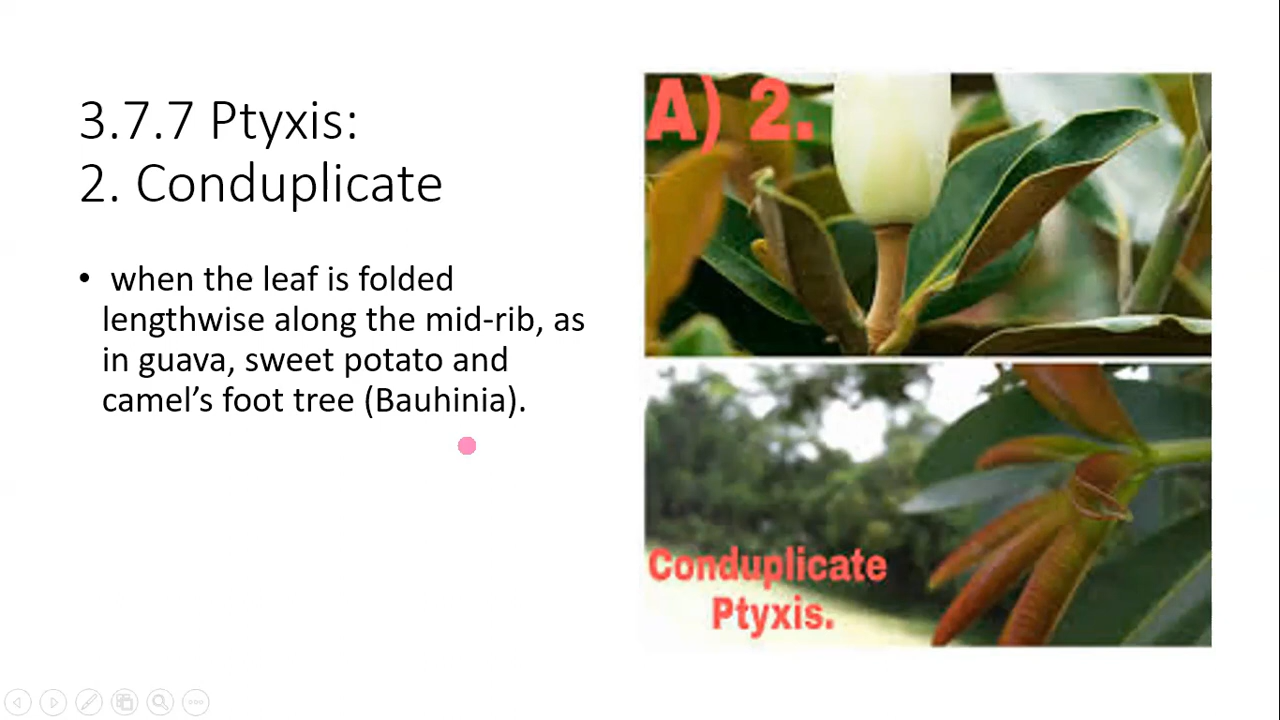 3.7.7 Ptyxis:
2. Conduplicate
• when the leaf is folded
lengthwise along the mid-rib, as
in guava, sweet potato and
camel’s foot tree (Bauhinia).
A) 2.
Conduplicate
Ptyxis.